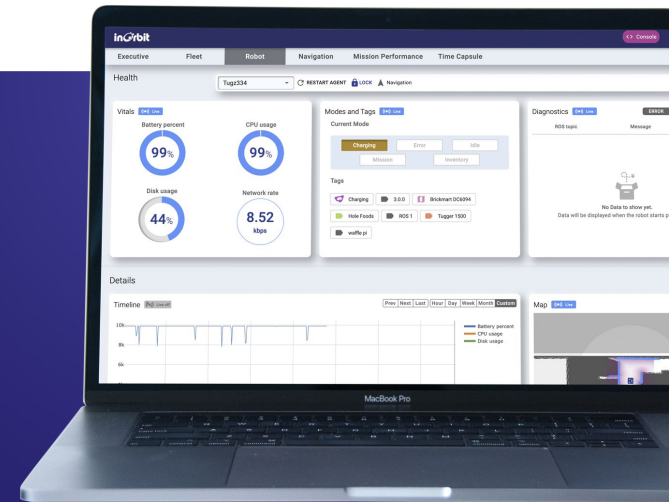 inOrbit
<> Console
Executive Fleet Robot Navigation Mission Performance Time Capsule
Health
Tugz334 RESTART AGENT LOCK Navigation
Vitals Live
Battery percent CPU usage
99% 99%
Disk usage Network rate
44% 8.52
kbps
Modes and Tags Live
Current Mode
Charging Error Idle
Mission Inventory
Tags
Charging 3.0.0 Brickmart DC6094
Hole Foods ROS 1 Tugger 1500
waffle pi
Diagnostics Live ERROR
ROS topic Message
No Data to show yet.
Data will be displayed when the robot starts p
Details
Timeline Live off
Prev Next Last Hour Day Week Month Custom
10k
8k
6k
Battery percent
CPU usage
Disk usage
Map Live
MacBook Pro